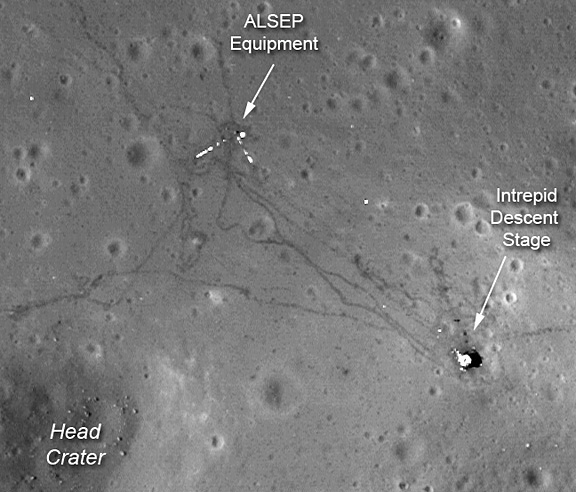 ALSEP
Equipment
Intrepid
Descent
Stage
Head
Crater